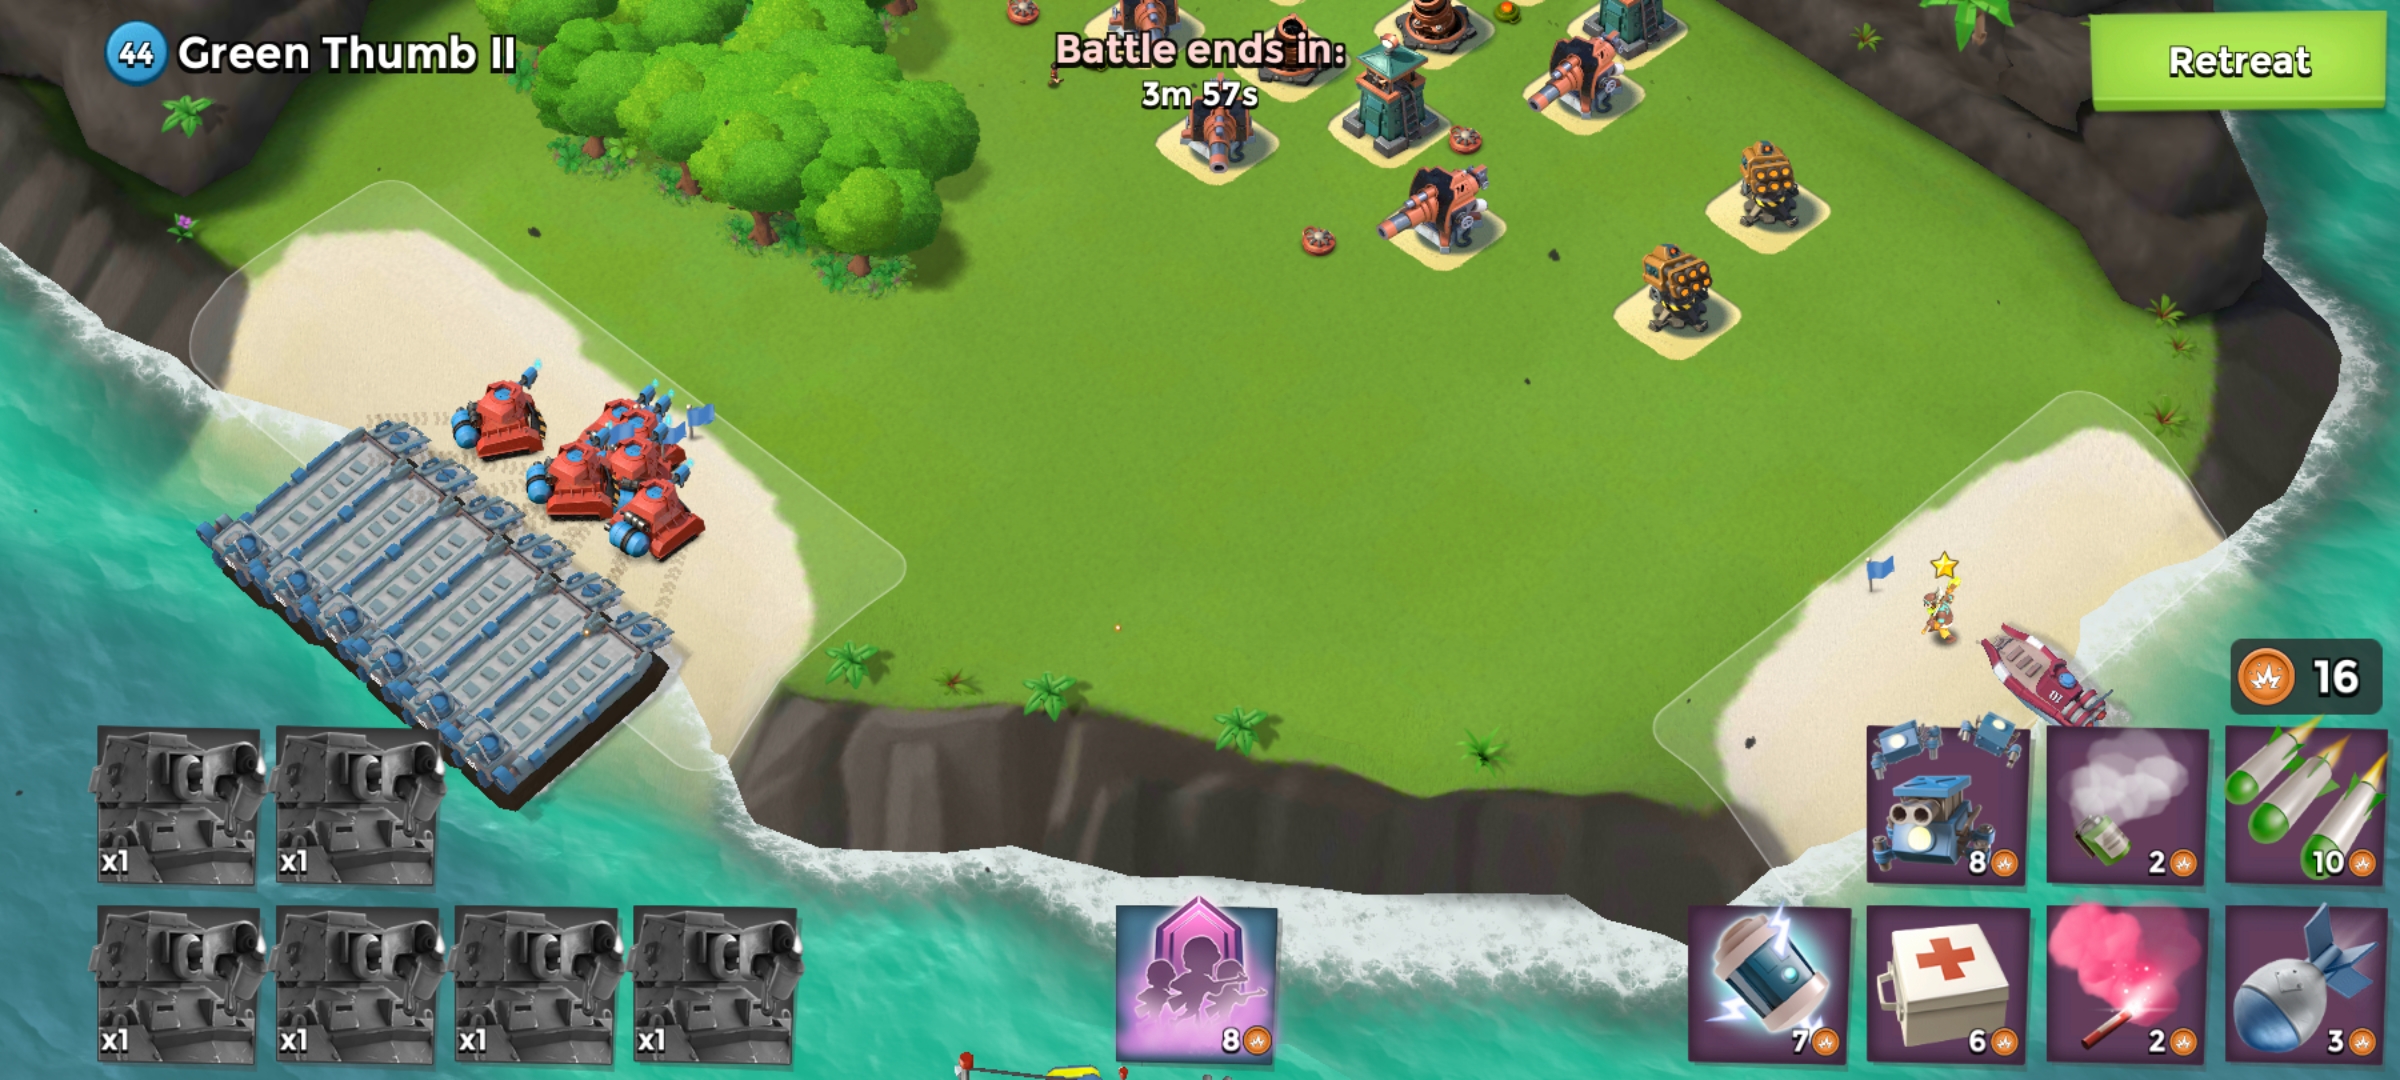 44 Green Thumb II
Battle ends in:
3m 57s
Retreat
16
x1 x1
8 2 10
x1 x1 x1 x1
8
7 6 2 3